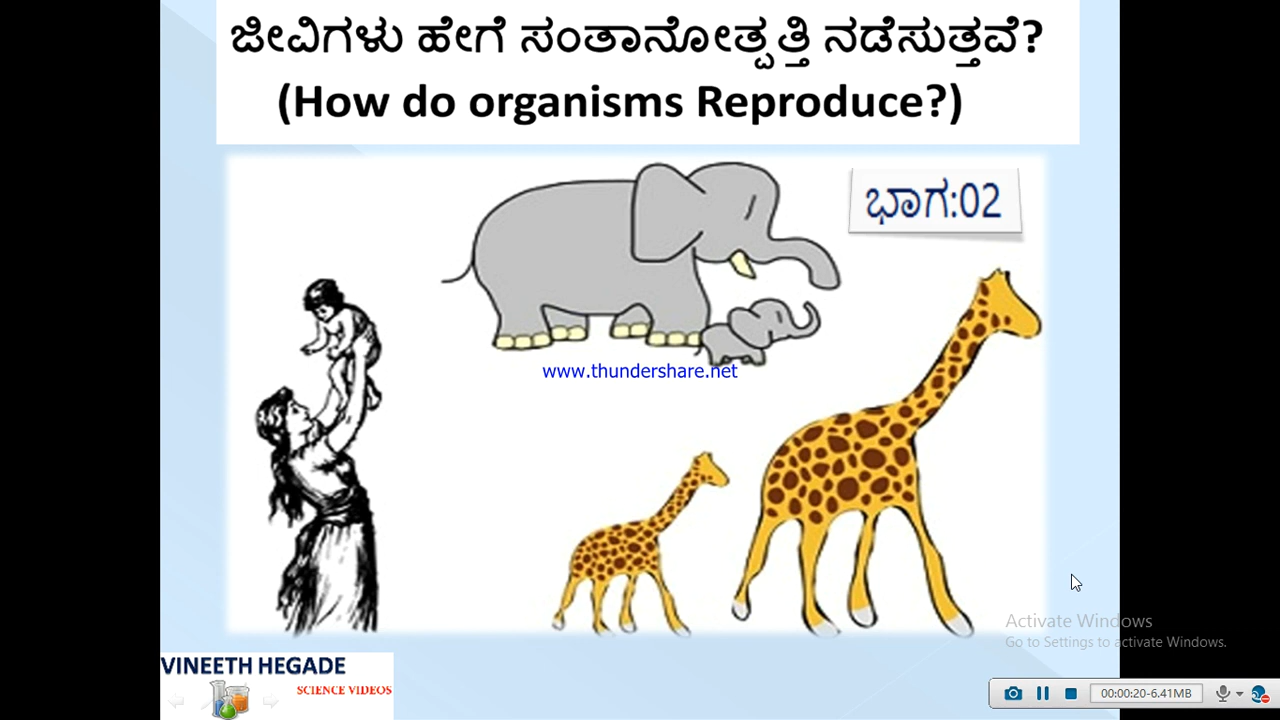 ಜೀವಿಗಳು ಹೇಗೆ ಸಂತಾನೋತ್ಪತ್ತಿ ನಡೆಸುತ್ತವೆ?
(How do organisms Reproduce?)
ಭಾಗ:02
www.thundershare.net
Activate Windows
Go to Settings to activate Windows.
VINEETH HEGADE
SCIENCE VIDEOS
00:00:20-6.41MB